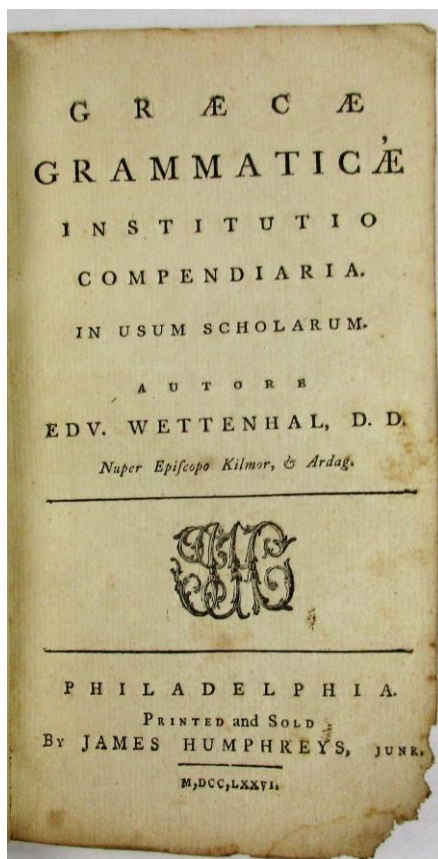 GRÆCÆ
GRAMMATICÆ
INSTITUTIO
COMPENDIARIA.
IN USUM SCHOLARUM.
AUTORE
EDV. WETTENHAL, D. D.
Nuper Epiſcopo Kilmor, & Ardag.
PHILADELPHIA.
PRINTED and SOLD
BY JAMES HUMPHREYS, JUNR.
M,DCC,LXXVI.